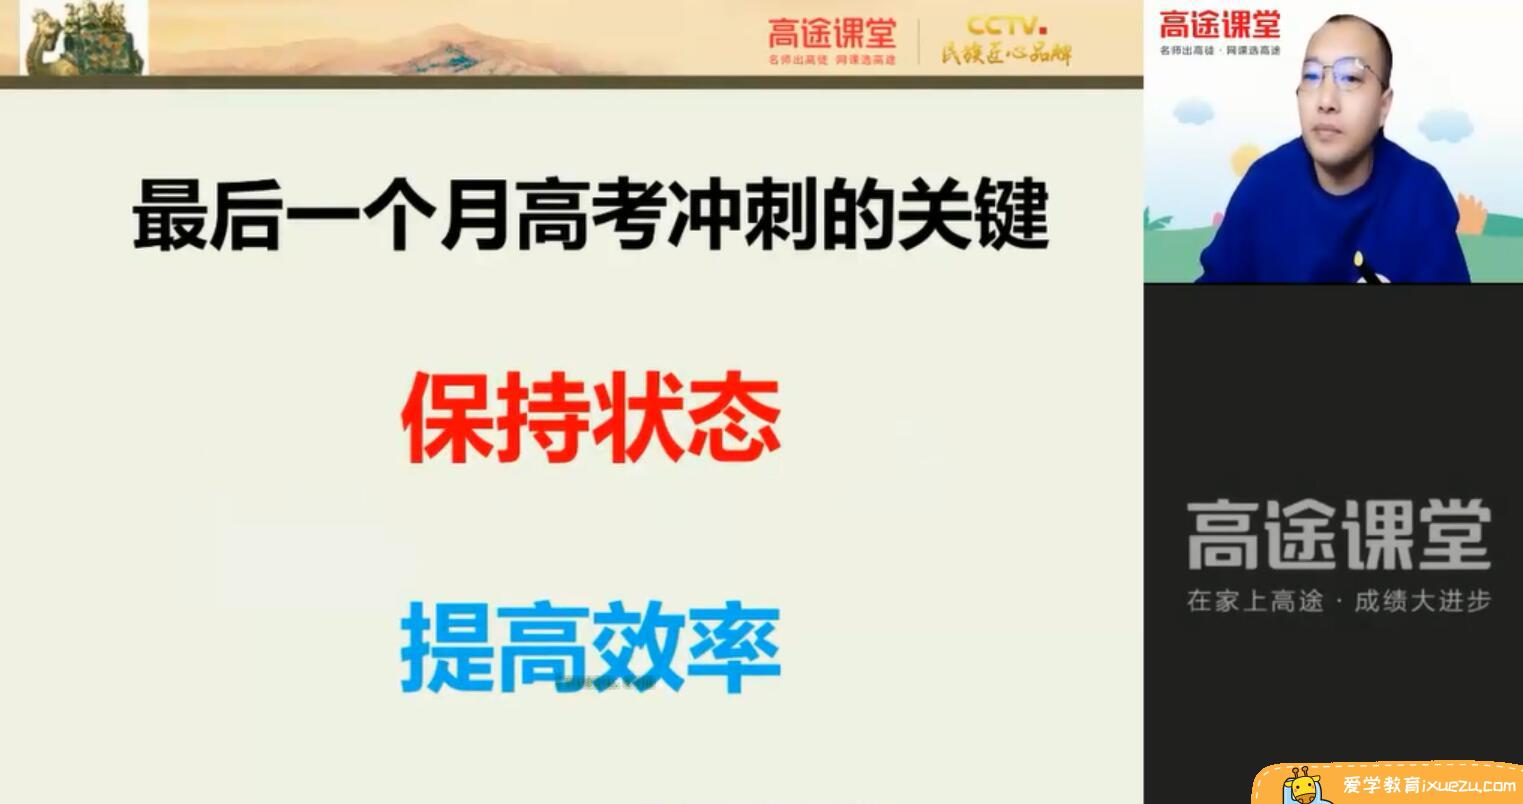 高途课堂
名师出高徒 网课选高途
CCTV.
民族匠心品牌
最后一个月高考冲刺的关键
保持状态
提高效率
高途课堂
名师出高徒·网课选高途
高途课堂
在家上高途·成绩大进步
爱学教育ixuezu.com